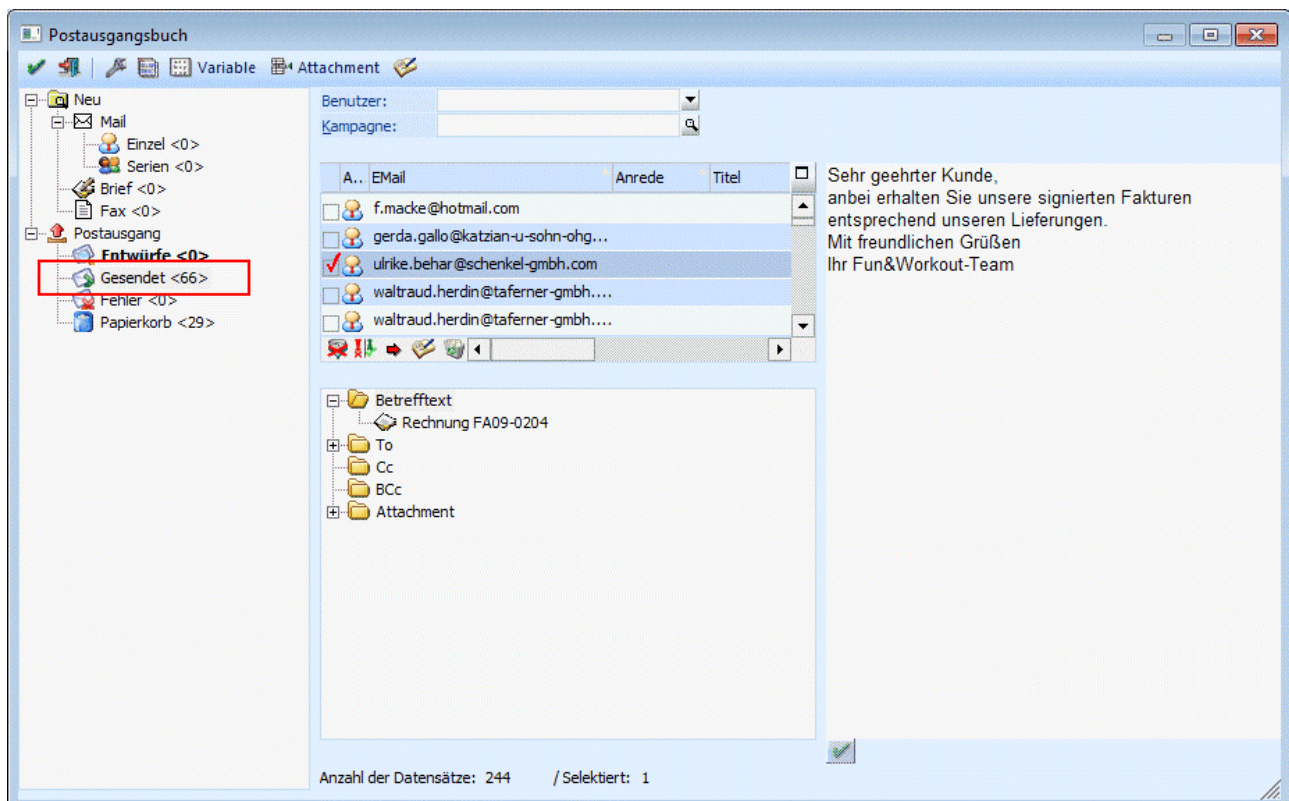 Postausgangsbuch
Variable Attachment
Neu
Mail
Einzel <0>
Serien <0>
Brief <0>
Fax <0>
Postausgang
Entwürfe <0>
Gesendet <66>
Fehler <0>
Papierkorb <29>
Benutzer:
Kampagne:
A.. EMail Anrede Titel
f.macke@hotmail.com
gerda.gallo@katzian-u-sohn-ohg...
ulrike.behar@schenkel-gmbh.com
waltraud.herdin@taferner-gmbh....
waltraud.herdin@taferner-gmbh....
Betrefftext
Rechnung FA09-0204
To
Cc
BCc
Attachment
Sehr geehrter Kunde,
anbei erhalten Sie unsere signierten Fakturen
entsprechend unseren Lieferungen.
Mit freundlichen Grüßen
Ihr Fun&Workout-Team
Anzahl der Datensätze: 244 / Selektiert: 1